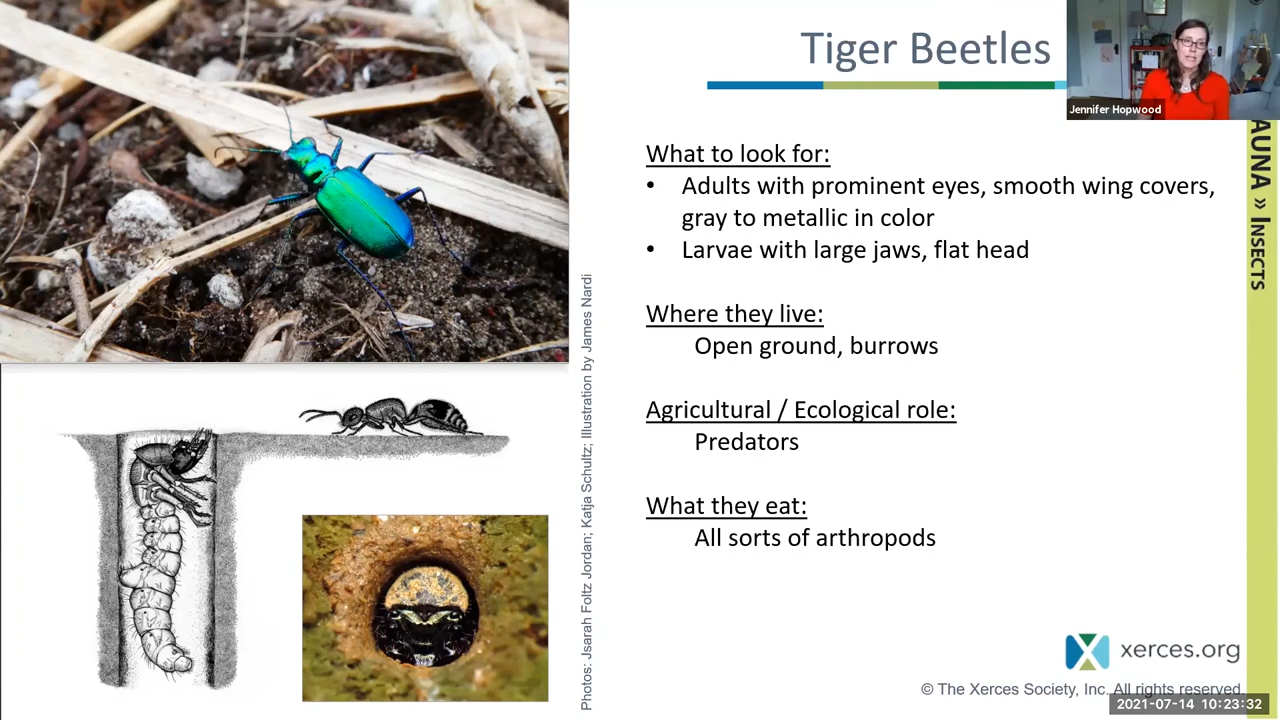 Tiger Beetles
Jennifer Hopwood
What to look for:
• Adults with prominent eyes, smooth wing covers,
gray to metallic in color
• Larvae with large jaws, flat head
Where they live:
Open ground, burrows
Agricultural / Ecological role:
Predators
What they eat:
All sorts of arthropods
Photos: Jsarah Foltz Jordan; Katja Schultz; Illustration by James Nardi
AUNA » INSECTS
xerces.org
© The Xerces Society, Inc. All rights reserved.
2021-07-14 10:23:32